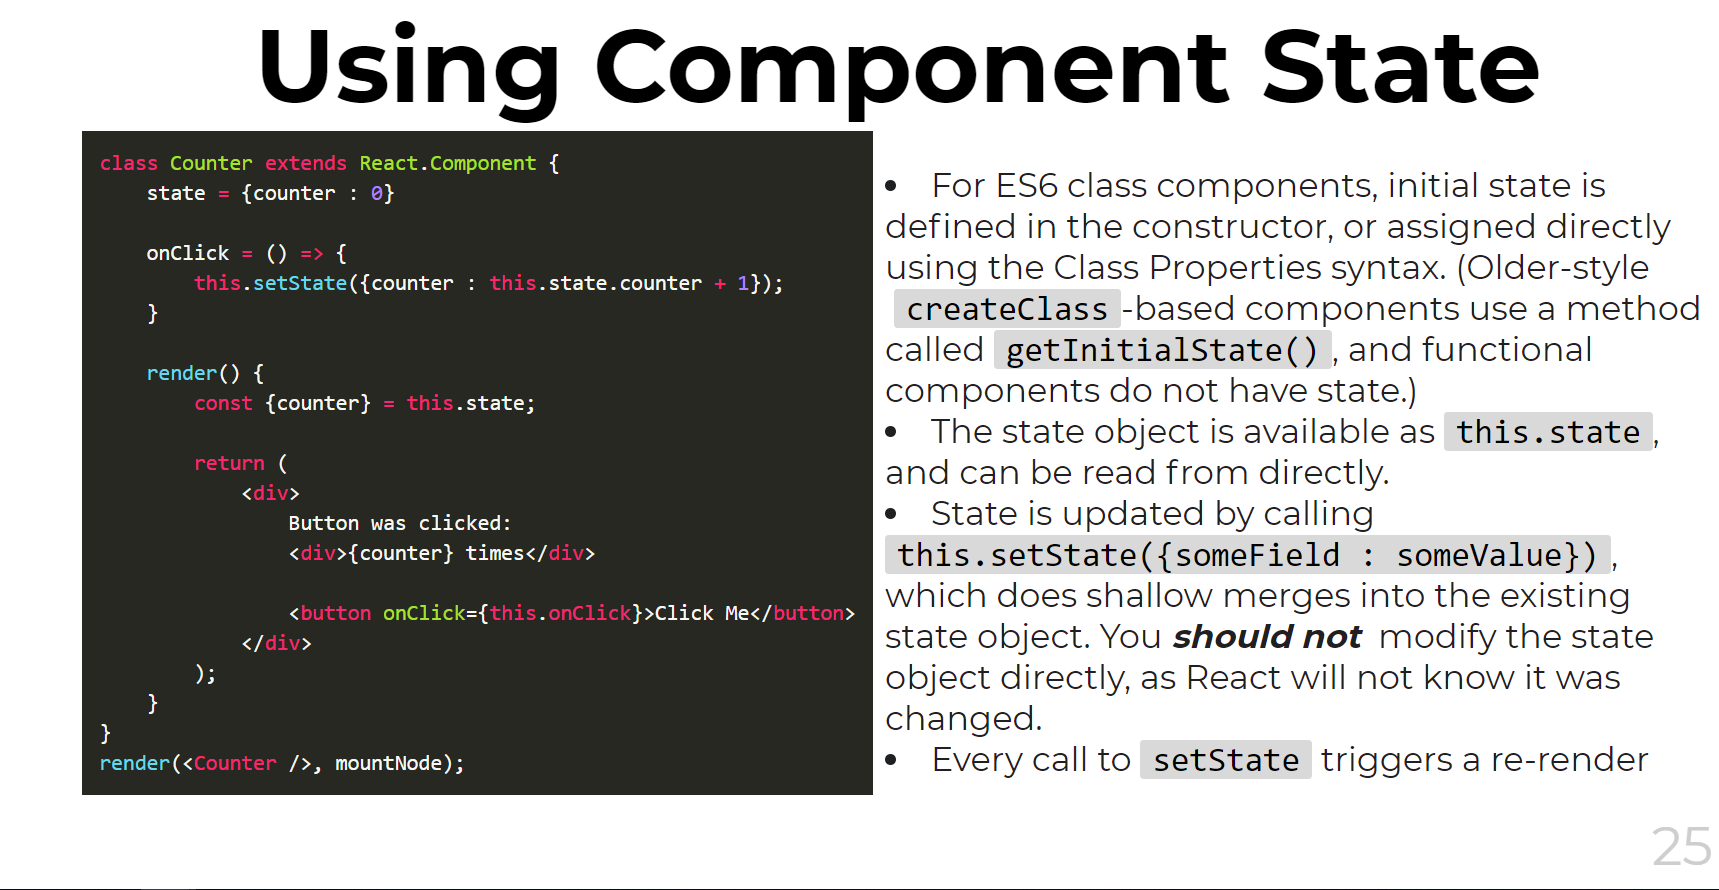 Using Component State
class Counter extends React.Component {
    state = {counter : 0}
    onClick = () => {
        this.setState({counter : this.state.counter + 1});
    }
    render() {
        const {counter} = this.state;
        return (
            <div>
                Button was clicked:
                <div>{counter} times</div>
                <button onClick={this.onClick}>Click Me</button>
            </div>
        );
    }
}
render(<Counter />, mountNode);
• For ES6 class components, initial state is
defined in the constructor, or assigned directly
using the Class Properties syntax. (Older-style
createClass-based components use a method
called getInitialState(), and functional
components do not have state.)
• The state object is available as this.state,
and can be read from directly.
• State is updated by calling
this.setState({someField : someValue}),
which does shallow merges into the existing
state object. You should not modify the state
object directly, as React will not know it was
changed.
• Every call to setState triggers a re-render
25